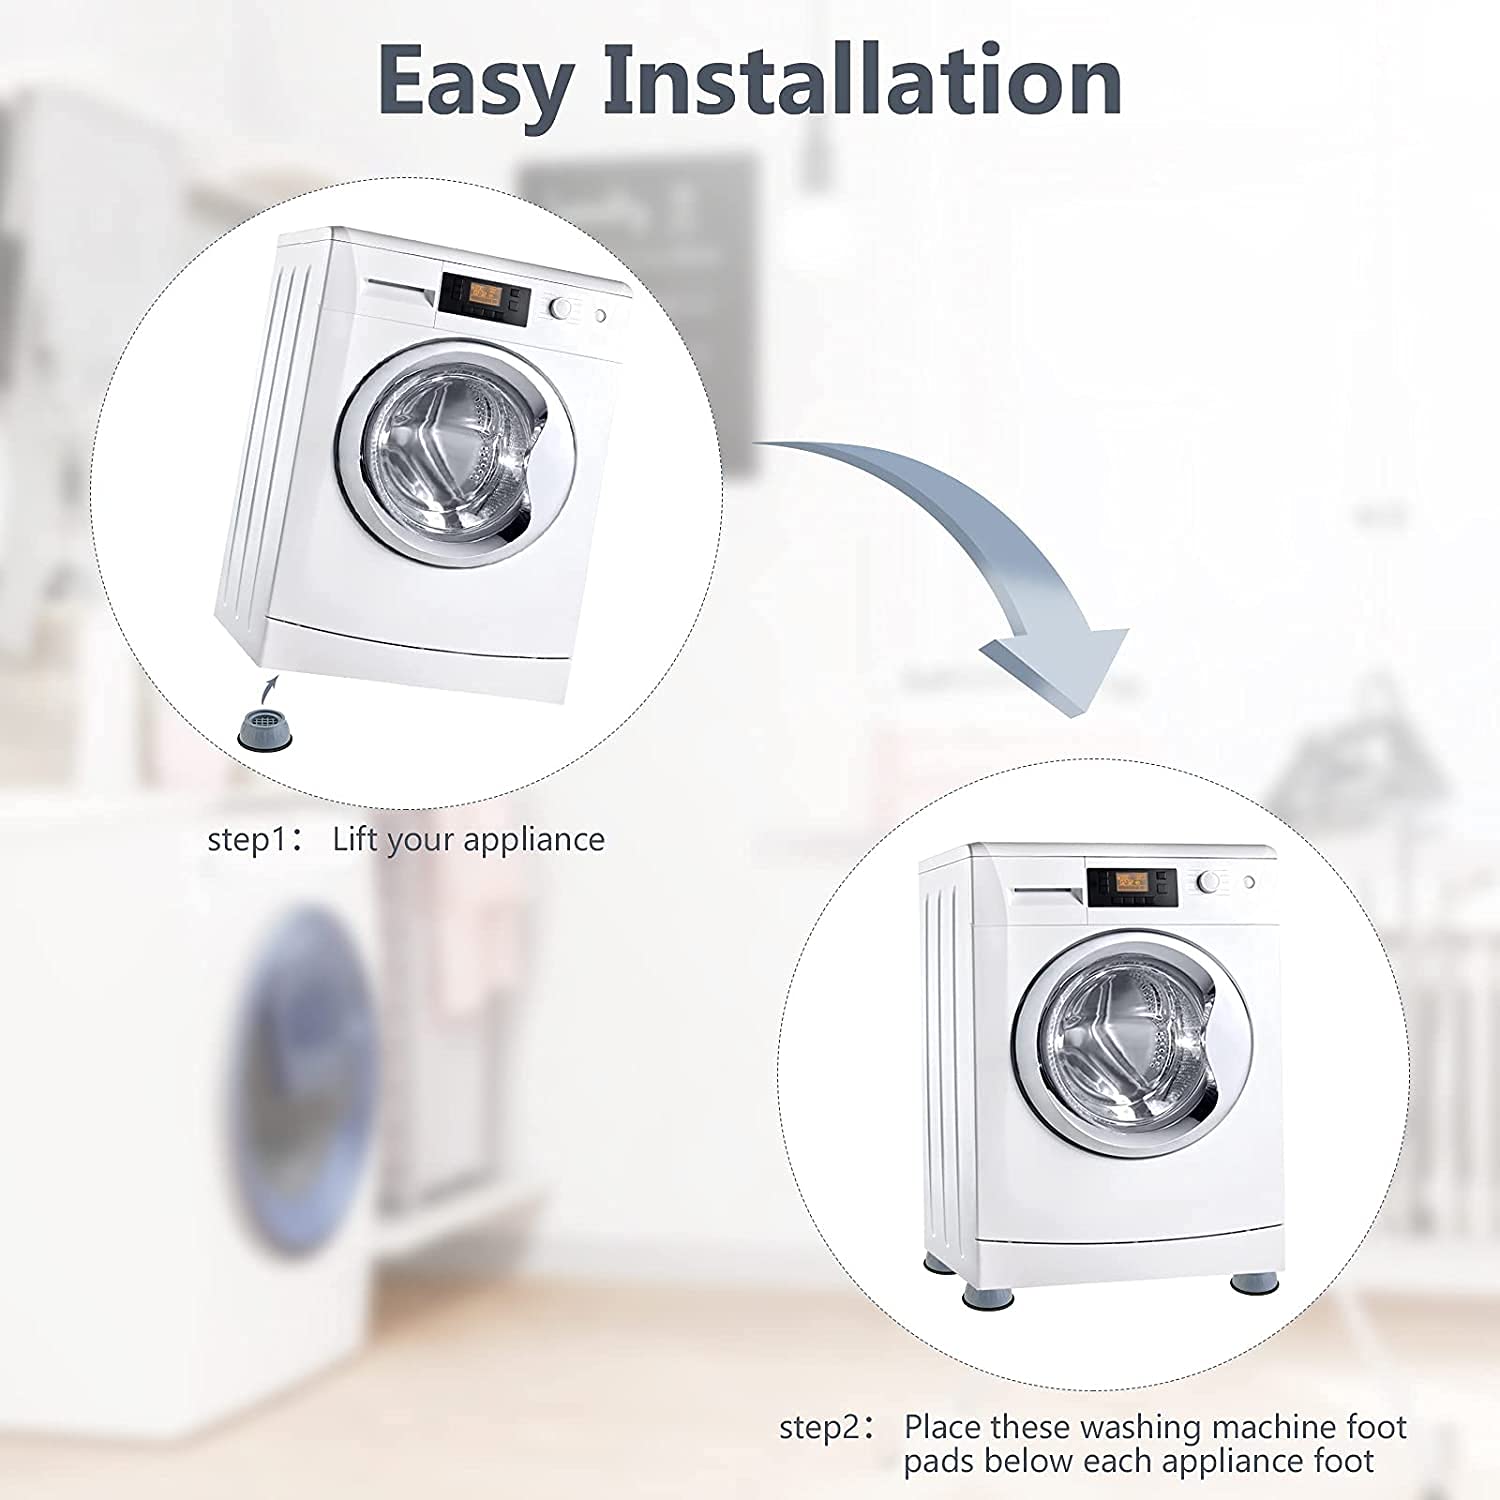 Easy Installation
step1: Lift your appliance
step2: Place these washing machine foot
pads below each appliance foot